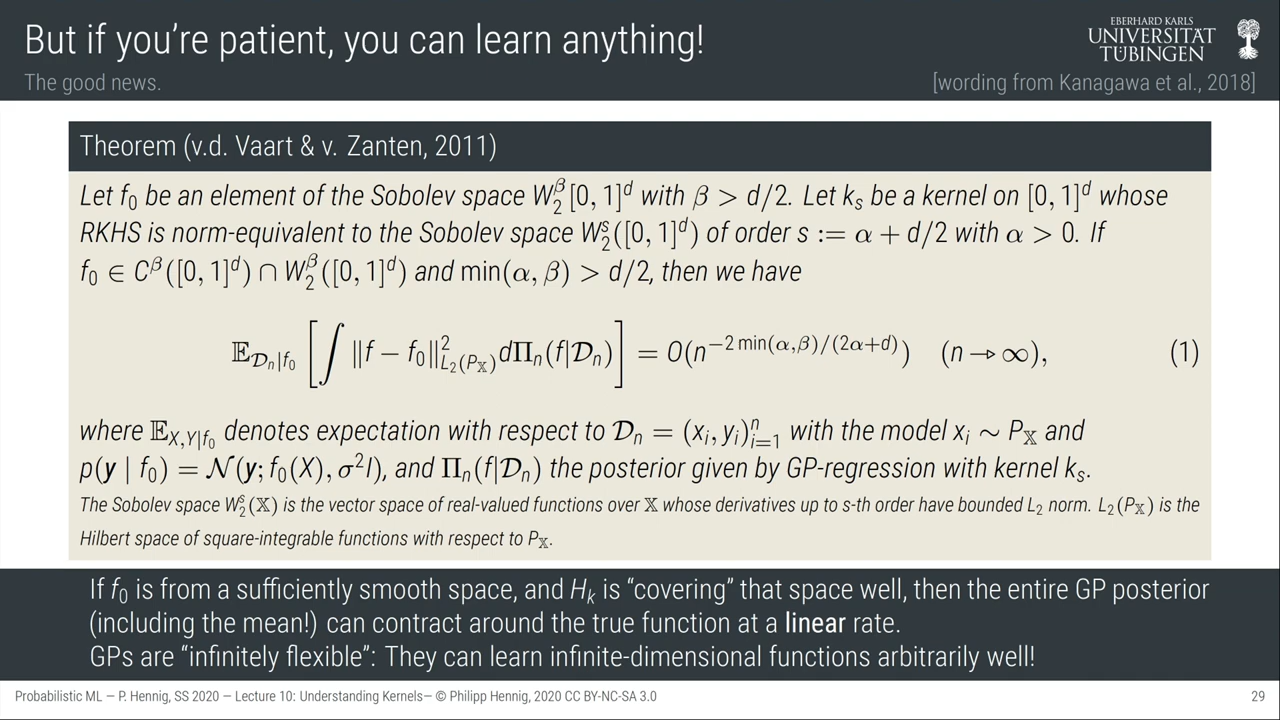 But if you're patient, you can learn anything!
The good news.
EBERHARD KARLS
UNIVERSITÄT
TÜBINGEN
[wording from Kanagawa et al., 2018]
Theorem (v.d. Vaart & v. Zanten, 2011)
Let f₀ be an element of the Sobolev space W₂^β[0, 1]^d with β > d/2. Let kₛ be a kernel on [0, 1]^d whose
RKHS is norm-equivalent to the Sobolev space W₂^s([0, 1]^d) of order s := α + d/2 with α > 0. If
f₀ ∈ C^β([0, 1]^d) ∩ W₂^β([0, 1]^d) and min(α, β) > d/2, then we have
𝔼_{𝒟ₙ|f₀} [∫ ‖f − f₀‖²_{L₂(P_𝕏)} dΠₙ(f|𝒟ₙ)] = O(n^{−2 min(α,β)/(2α+d)}) (n → ∞), (1)
where 𝔼_{X,Y|f₀} denotes expectation with respect to 𝒟ₙ = (xᵢ, yᵢ)ⁿᵢ₌₁ with the model xᵢ ∼ P_𝕏 and
p(y | f₀) = 𝒩(y; f₀(X), σ²I), and Πₙ(f|𝒟ₙ) the posterior given by GP-regression with kernel kₛ.
The Sobolev space W₂^s(𝕏) is the vector space of real-valued functions over 𝕏 whose derivatives up to s-th order have bounded L₂ norm. L₂(P_𝕏) is the
Hilbert space of square-integrable functions with respect to P_𝕏.
If f₀ is from a sufficiently smooth space, and Hₖ is "covering" that space well, then the entire GP posterior
(including the mean!) can contract around the true function at a linear rate.
GPs are "infinitely flexible": They can learn infinite-dimensional functions arbitrarily well!
Probabilistic ML — P. Hennig, SS 2020 — Lecture 10: Understanding Kernels— © Philipp Hennig, 2020 CC BY-NC-SA 3.0
29